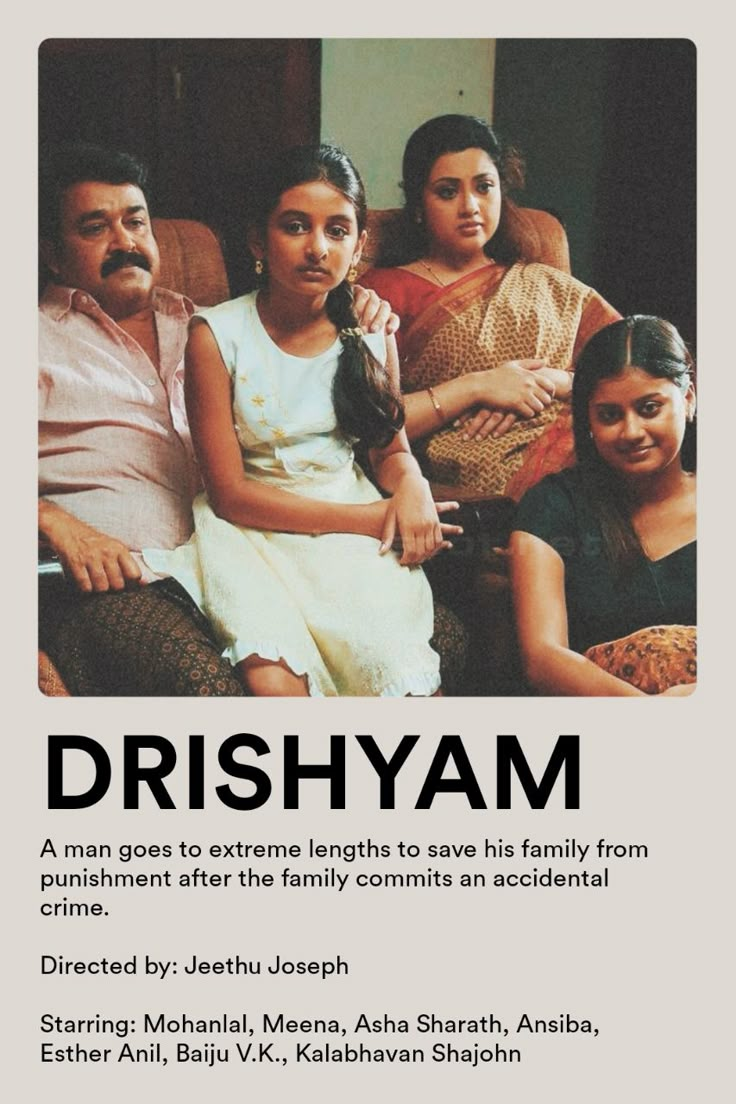 DRISHYAM
A man goes to extreme lengths to save his family from
punishment after the family commits an accidental
crime.
Directed by: Jeethu Joseph
Starring: Mohanlal, Meena, Asha Sharath, Ansiba,
Esther Anil, Baiju V.K., Kalabhavan Shajohn